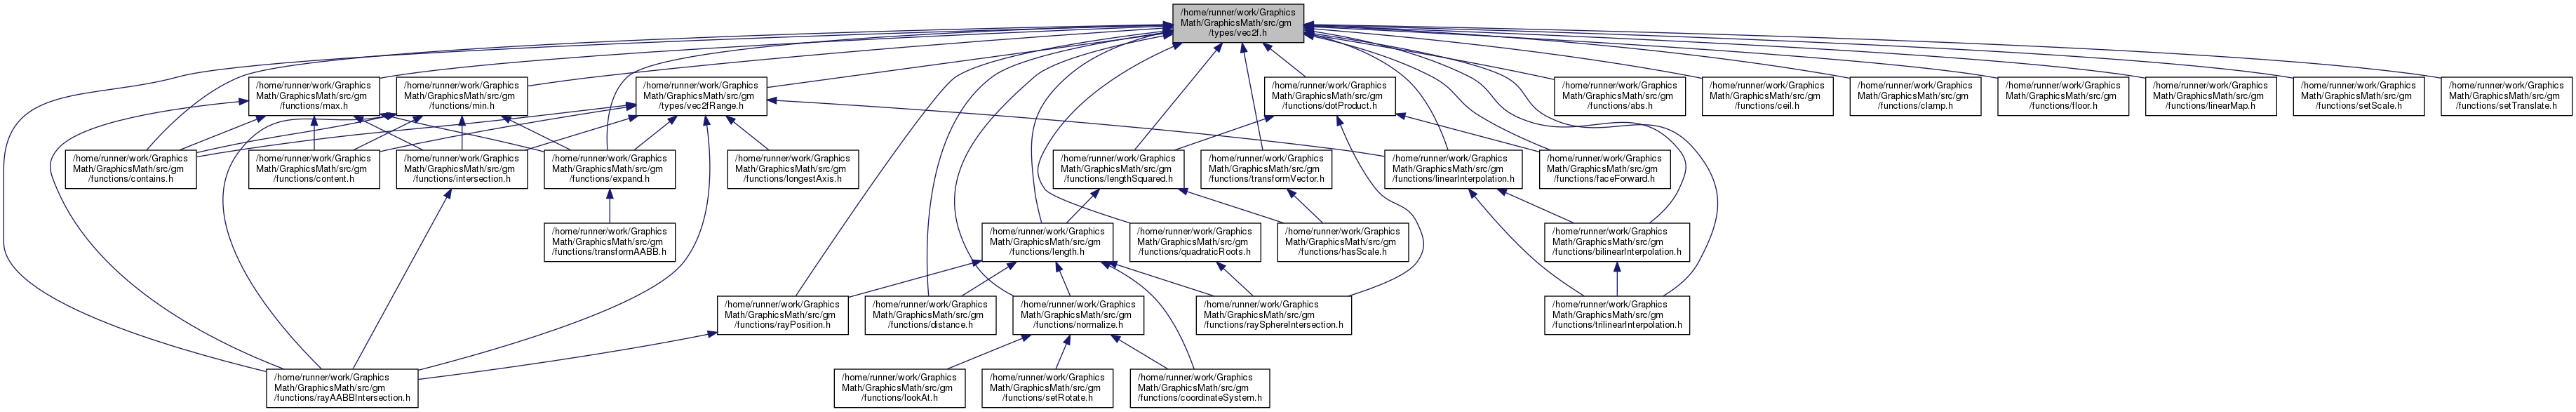 /home/runner/work/Graphics
Math/GraphicsMath/src/gm
/types/vec2f.h
/home/runner/work/Graphics
Math/GraphicsMath/src/gm
/functions/max.h
/home/runner/work/Graphics
Math/GraphicsMath/src/gm
/functions/min.h
/home/runner/work/Graphics
Math/GraphicsMath/src/gm
/types/vec2fRange.h
/home/runner/work/Graphics
Math/GraphicsMath/src/gm
/functions/dotProduct.h
/home/runner/work/Graphics
Math/GraphicsMath/src/gm
/functions/abs.h
/home/runner/work/Graphics
Math/GraphicsMath/src/gm
/functions/ceil.h
/home/runner/work/Graphics
Math/GraphicsMath/src/gm
/functions/clamp.h
/home/runner/work/Graphics
Math/GraphicsMath/src/gm
/functions/floor.h
/home/runner/work/Graphics
Math/GraphicsMath/src/gm
/functions/linearMap.h
/home/runner/work/Graphics
Math/GraphicsMath/src/gm
/functions/setScale.h
/home/runner/work/Graphics
Math/GraphicsMath/src/gm
/functions/setTranslate.h
/home/runner/work/Graphics
Math/GraphicsMath/src/gm
/functions/contains.h
/home/runner/work/Graphics
Math/GraphicsMath/src/gm
/functions/content.h
/home/runner/work/Graphics
Math/GraphicsMath/src/gm
/functions/intersection.h
/home/runner/work/Graphics
Math/GraphicsMath/src/gm
/functions/expand.h
/home/runner/work/Graphics
Math/GraphicsMath/src/gm
/functions/longestAxis.h
/home/runner/work/Graphics
Math/GraphicsMath/src/gm
/functions/lengthSquared.h
/home/runner/work/Graphics
Math/GraphicsMath/src/gm
/functions/transformVector.h
/home/runner/work/Graphics
Math/GraphicsMath/src/gm
/functions/linearInterpolation.h
/home/runner/work/Graphics
Math/GraphicsMath/src/gm
/functions/faceForward.h
/home/runner/work/Graphics
Math/GraphicsMath/src/gm
/functions/transformAABB.h
/home/runner/work/Graphics
Math/GraphicsMath/src/gm
/functions/length.h
/home/runner/work/Graphics
Math/GraphicsMath/src/gm
/functions/quadraticRoots.h
/home/runner/work/Graphics
Math/GraphicsMath/src/gm
/functions/hasScale.h
/home/runner/work/Graphics
Math/GraphicsMath/src/gm
/functions/bilinearInterpolation.h
/home/runner/work/Graphics
Math/GraphicsMath/src/gm
/functions/rayPosition.h
/home/runner/work/Graphics
Math/GraphicsMath/src/gm
/functions/distance.h
/home/runner/work/Graphics
Math/GraphicsMath/src/gm
/functions/normalize.h
/home/runner/work/Graphics
Math/GraphicsMath/src/gm
/functions/raySphereIntersection.h
/home/runner/work/Graphics
Math/GraphicsMath/src/gm
/functions/trilinearInterpolation.h
/home/runner/work/Graphics
Math/GraphicsMath/src/gm
/functions/rayAABBIntersection.h
/home/runner/work/Graphics
Math/GraphicsMath/src/gm
/functions/lookAt.h
/home/runner/work/Graphics
Math/GraphicsMath/src/gm
/functions/setRotate.h
/home/runner/work/Graphics
Math/GraphicsMath/src/gm
/functions/coordinateSystem.h